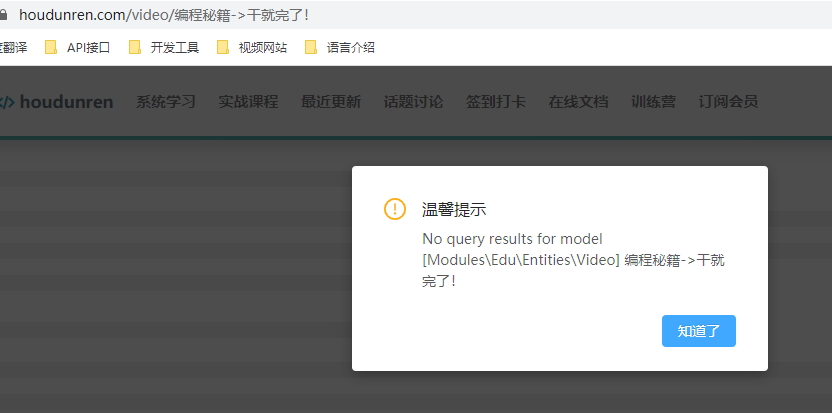 houdunren.com/video/编程秘籍->干就完了!
度翻译 API接口 开发工具 视频网站 语言介绍
</> houdunren 系统学习 实战课程 最近更新 话题讨论 签到打卡 在线文档 训练营 订阅会员
温馨提示
No query results for model
[Modules\Edu\Entities\Video] 编程秘籍->干就
完了!
知道了